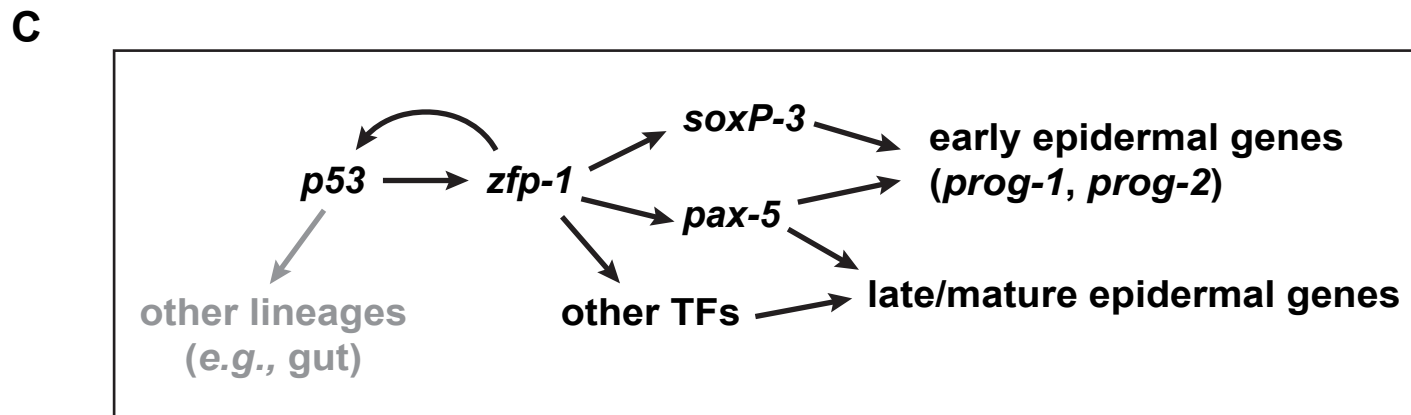 C
soxP-3
early epidermal genes
(prog-1, prog-2)
p53
zfp-1
pax-5
late/mature epidermal genes
other lineages
(e.g., gut)
other TFs